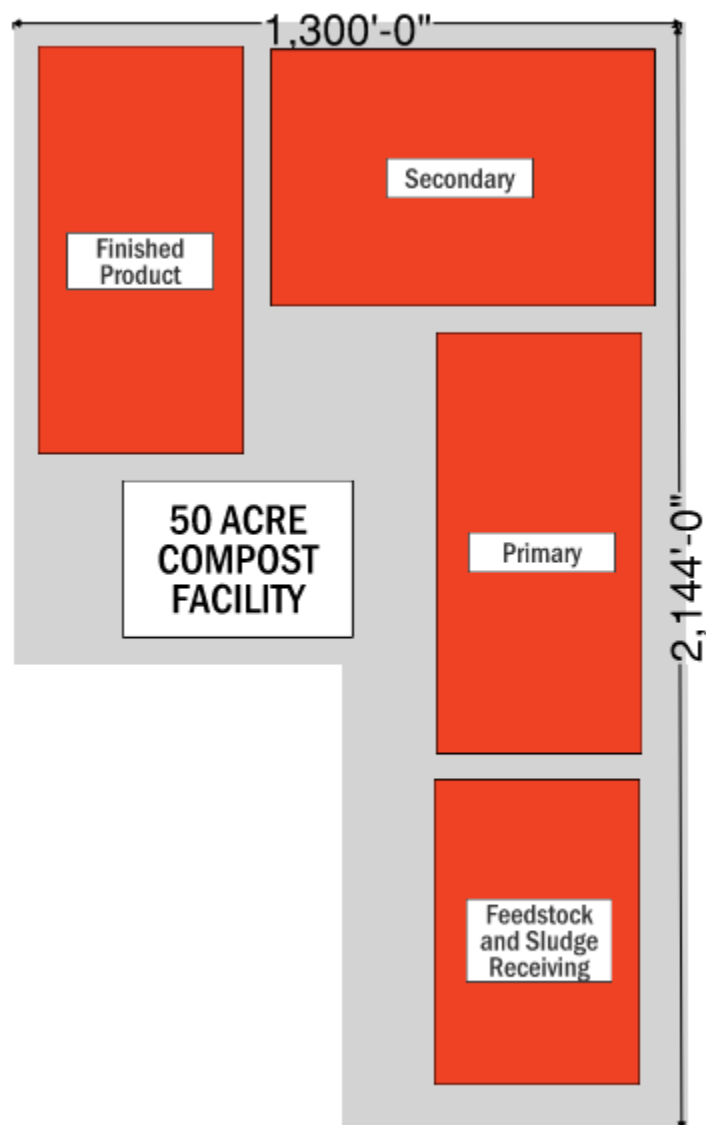 1,300'-0"
Secondary
Finished
Product
50 ACRE
COMPOST
FACILITY
Primary
2,144'-0"
Feedstock
and Sludge
Receiving